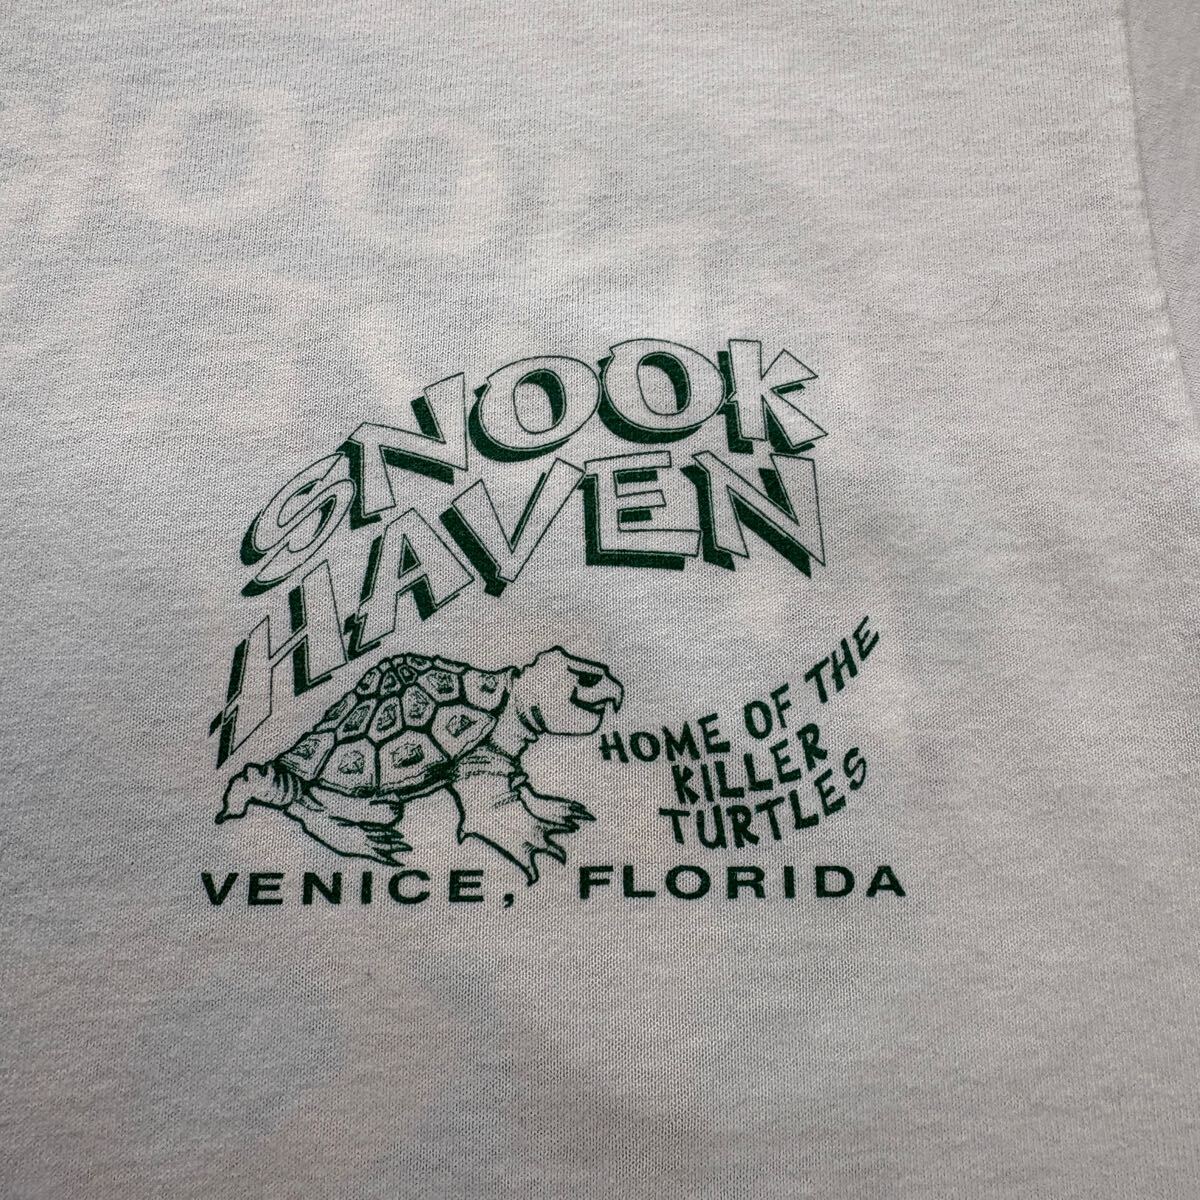 SNOOK
HAVEN
HOME OF THE
KILLER
TURTLES
VENICE, FLORIDA